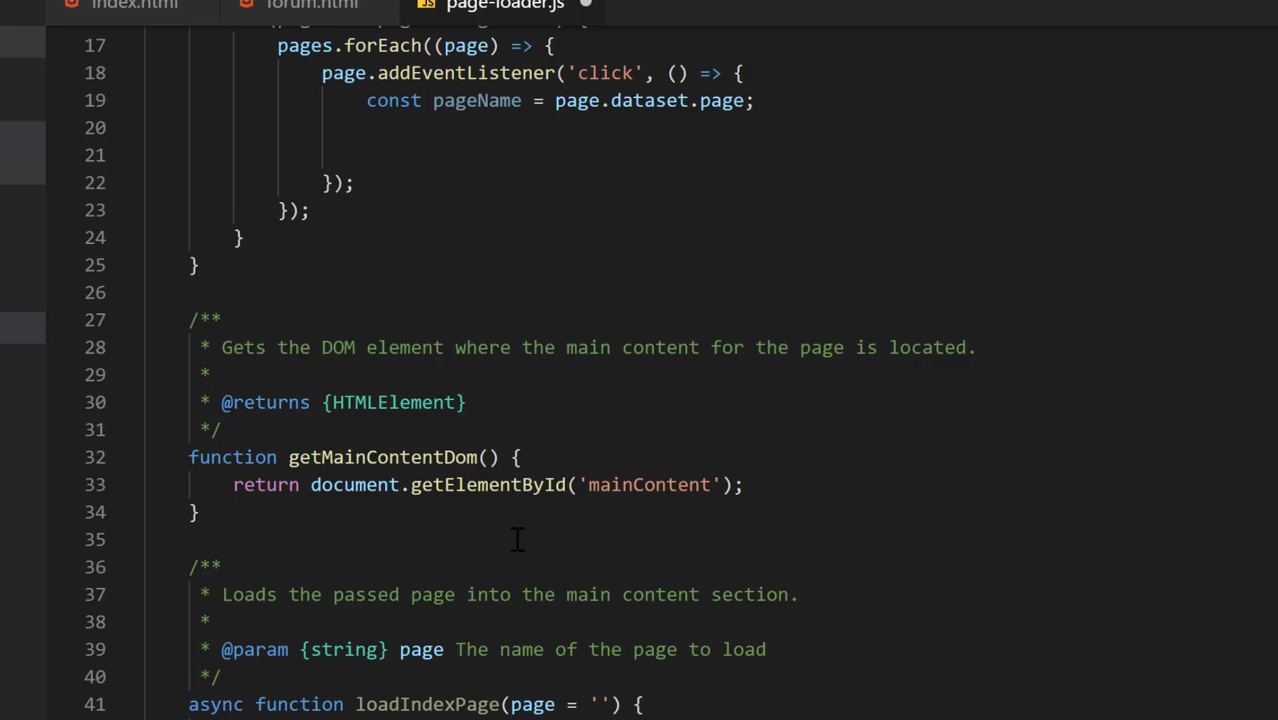 index.html forum.html JS page-loader.js
17 pages.forEach((page) => {
18 page.addEventListener('click', () => {
19 const pageName = page.dataset.page;
20
21
22 });
23 });
24 }
25 }
26
27 /**
28 * Gets the DOM element where the main content for the page is located.
29 *
30 * @returns {HTMLElement}
31 */
32 function getMainContentDom() {
33 return document.getElementById('mainContent');
34 }
35
36 /**
37 * Loads the passed page into the main content section.
38 *
39 * @param {string} page The name of the page to load
40 */
41 async function loadIndexPage(page = '') {